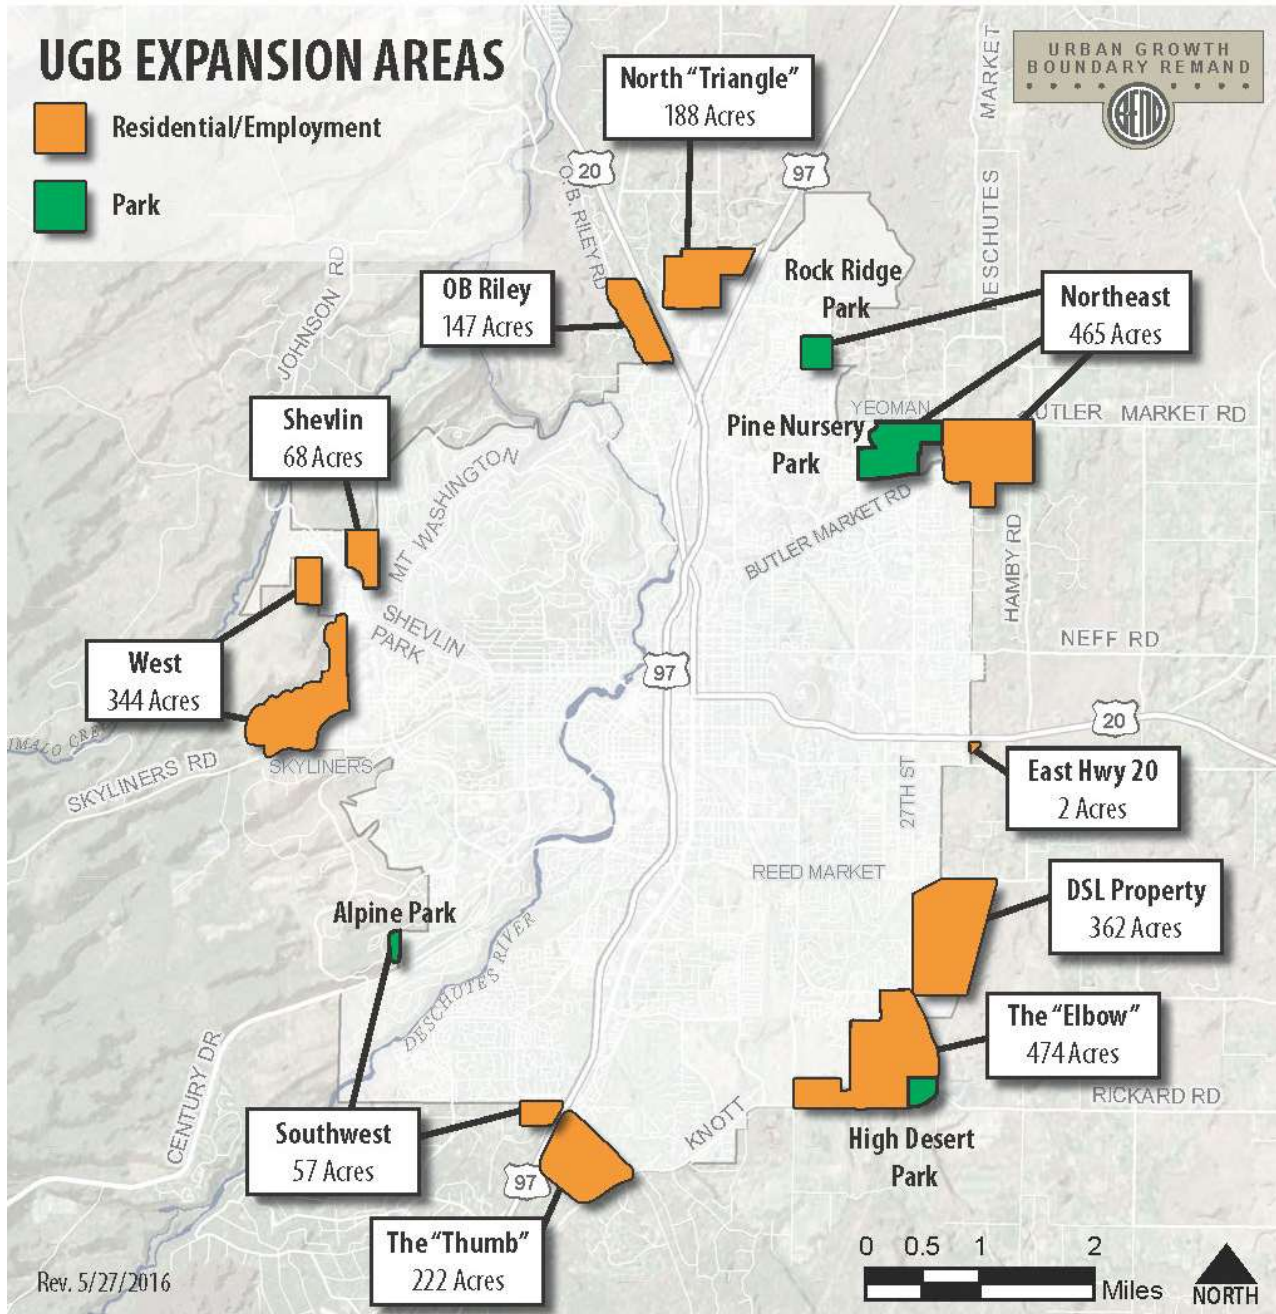 UGB EXPANSION AREAS
Residential/Employment
Park
URBAN GROWTH
BOUNDARY REMAND
BEND
North “Triangle”
188 Acres
MARKET
DESCHUTES
20
97
O. B. RILEY RD
JOHNSON RD
OB Riley
147 Acres
Rock Ridge
Park
Northeast
465 Acres
Shevlin
68 Acres
YEOMAN
BUTLER MARKET RD
Pine Nursery
Park
MT WASHINGTON
BUTLER MARKET RD
HAMBY RD
SHEVLIN
PARK
NEFF RD
West
344 Acres
97
20
IMALO CREE
SKYLINERS RD
SKYLINERS
27TH ST
East Hwy 20
2 Acres
REED MARKET
DSL Property
362 Acres
Alpine Park
DESCHUTES RIVER
The “Elbow”
474 Acres
CENTURY DR
RICKARD RD
KNOTT
Southwest
57 Acres
High Desert
Park
97
The “Thumb”
222 Acres
0 0.5 1 2
Miles
NORTH
Rev. 5/27/2016